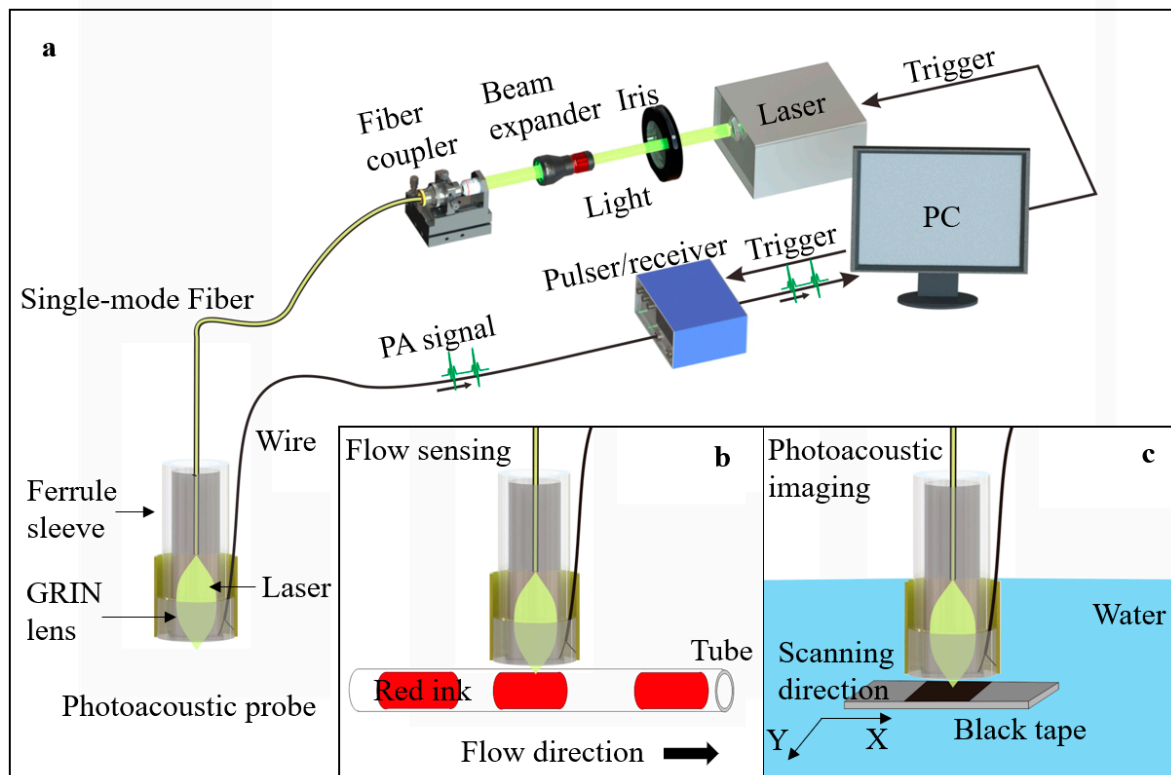 a
Trigger
Laser
Iris
Beam
expander
Fiber
coupler
Light
PC
Trigger
Pulser/receiver
Single-mode Fiber
PA signal
Wire
Ferrule
sleeve
Laser
GRIN
lens
Photoacoustic probe
Flow sensing
b
Tube
Red ink
Flow direction
Photoacoustic
imaging
c
Water
Scanning
direction
Y
X
Black tape